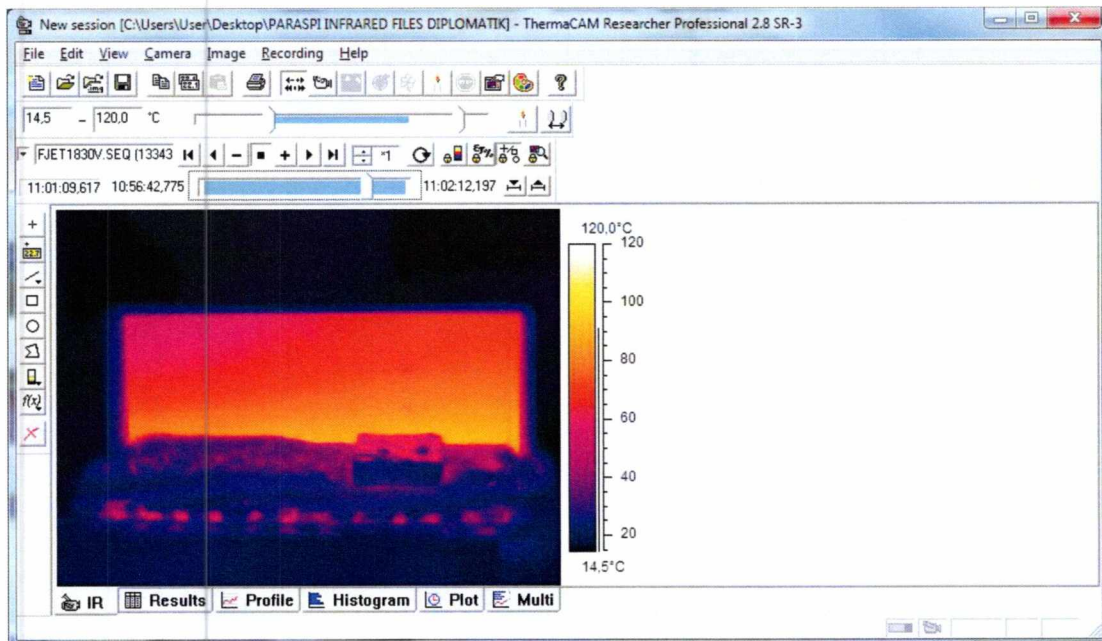 New session [C:\Users\User\Desktop\PARASPI INFRARED FILES DIPLOMATIK] - ThermaCAM Researcher Professional 2.8 SR-3
File Edit View Camera Image Recording Help
14,5 - 120,0 °C
FJET1830V.SEQ (13343
11:01:09,617 10:56:42,775 11:02:12,197
120,0°C
120
100
80
60
40
20
14,5°C
f(x)
IR Results Profile Histogram Plot Multi